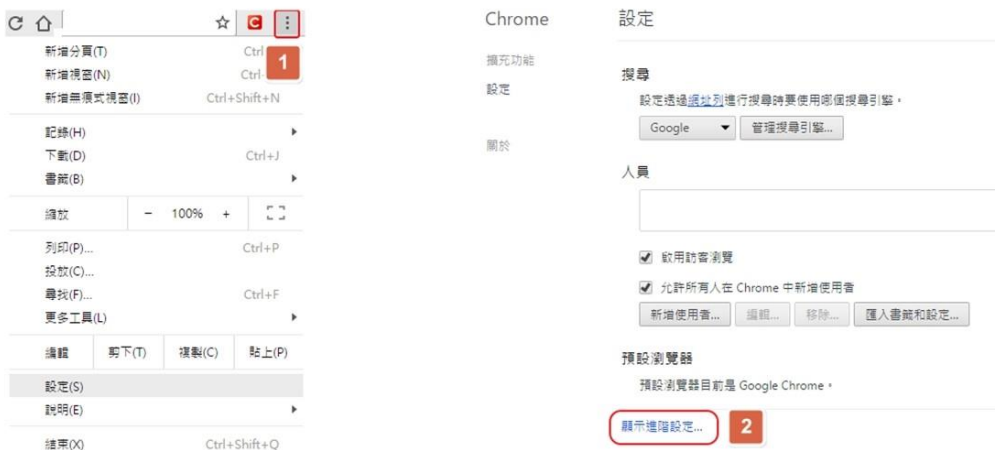 1
新增分頁(T) Ctrl
新增視窗(N) Ctrl
新增無痕式視窗(I) Ctrl+Shift+N
記錄(H)
下載(D) Ctrl+J
書籤(B)
縮放 − 100% +
列印(P)... Ctrl+P
投放(C)...
尋找(F)... Ctrl+F
更多工具(L)
編輯 剪下(T) 複製(C) 貼上(P)
設定(S)
說明(E)
結束(X) Ctrl+Shift+Q
Chrome
擴充功能
設定
關於
設定
搜尋
設定透過網址列進行搜尋時要使用哪個搜尋引擎。
Google 管理搜尋引擎...
人員
啟用訪客瀏覽
允許所有人在 Chrome 中新增使用者
新增使用者... 編輯... 移除... 匯入書籤和設定...
預設瀏覽器
預設瀏覽器目前是 Google Chrome。
顯示進階設定... 2